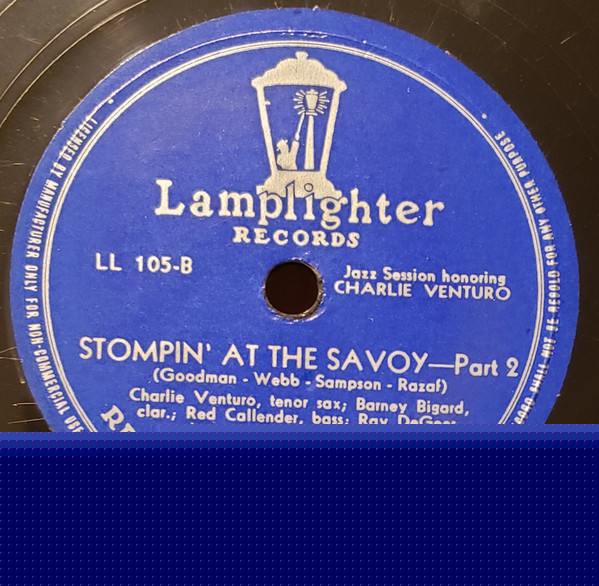 Lamplighter
RECORDS
LL 105-B
Jazz Session honoring
CHARLIE VENTURO
STOMPIN' AT THE SAVOY—Part 2
(Goodman - Webb - Sampson - Razaf)
Charlie Venturo, tenor sax; Barney Bigard,
clar.; Red Callender, bass; Ray
LICENSED BY MANUFACTURER ONLY FOR NON-COMMERCIAL USE
SHALL NOT BE RESOLD FOR ANY OTHER PURPOSE